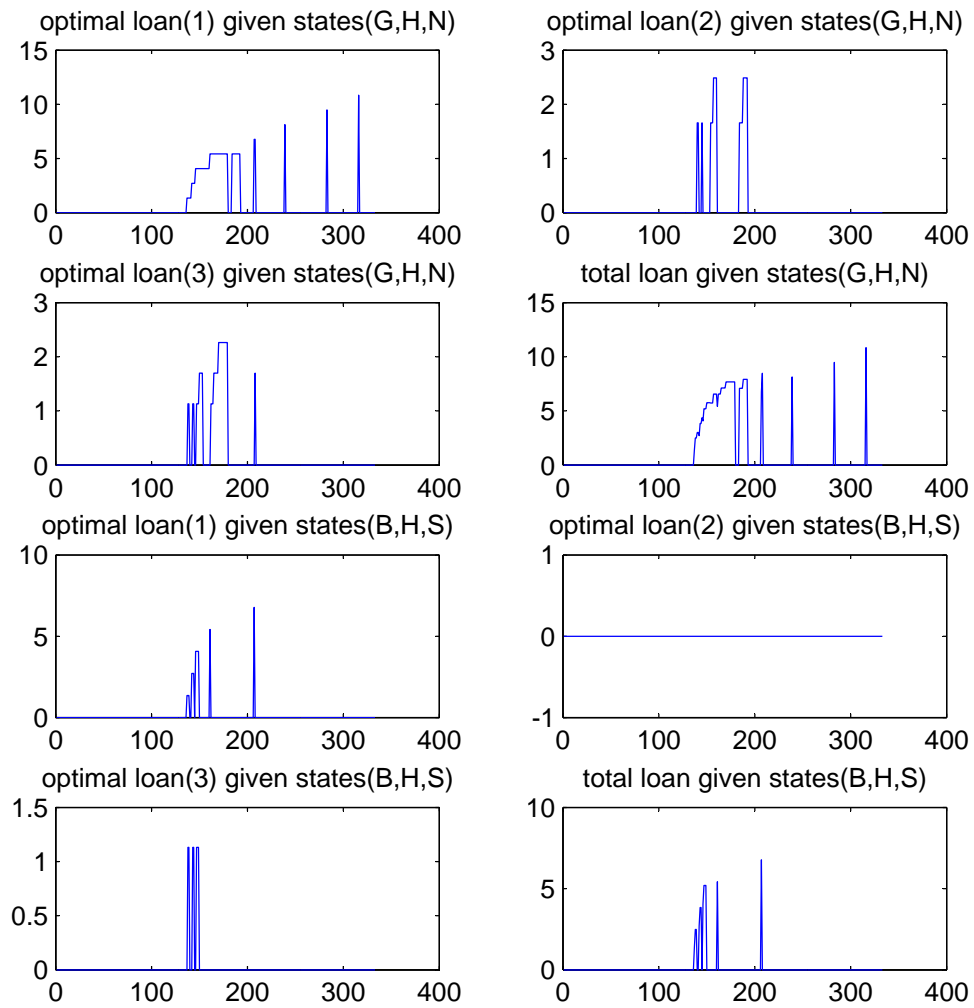 optimal loan(1) given states(G,H,N)
15
10
5
0
0 100 200 300 400
optimal loan(2) given states(G,H,N)
3
2
1
0
0 100 200 300 400
optimal loan(3) given states(G,H,N)
3
2
1
0
0 100 200 300 400
total loan given states(G,H,N)
15
10
5
0
0 100 200 300 400
optimal loan(1) given states(B,H,S)
10
5
0
0 100 200 300 400
optimal loan(2) given states(B,H,S)
1
0
-1
0 100 200 300 400
optimal loan(3) given states(B,H,S)
1.5
1
0.5
0
0 100 200 300 400
total loan given states(B,H,S)
10
5
0
0 100 200 300 400